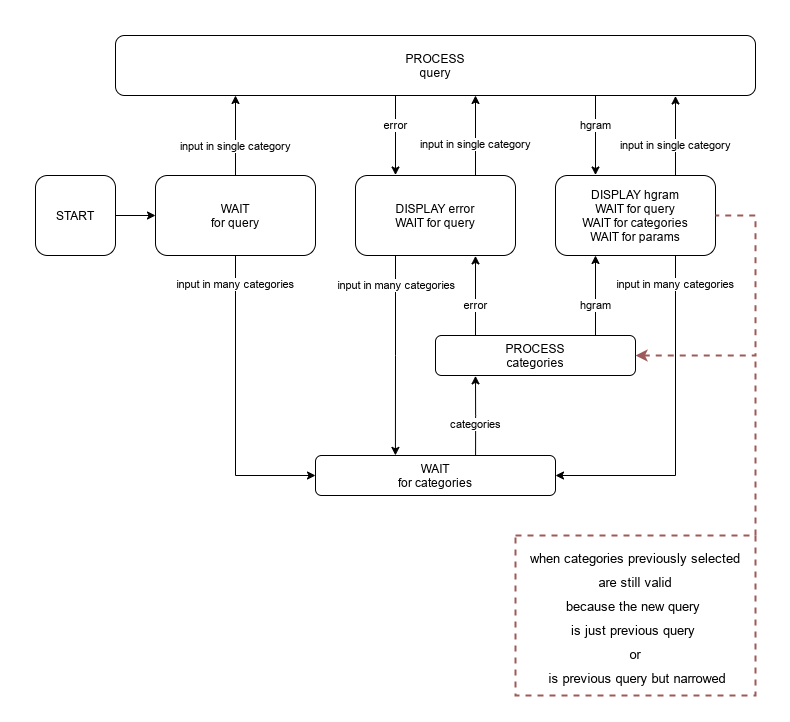 PROCESS
query
error
hgram
input in single category
input in single category
input in single category
START
WAIT
for query
DISPLAY error
WAIT for query
DISPLAY hgram
WAIT for query
WAIT for categories
WAIT for params
input in many categories
input in many categories
input in many categories
error
hgram
PROCESS
categories
categories
WAIT
for categories
when categories previously selected
are still valid
because the new query
is just previous query
or
is previous query but narrowed